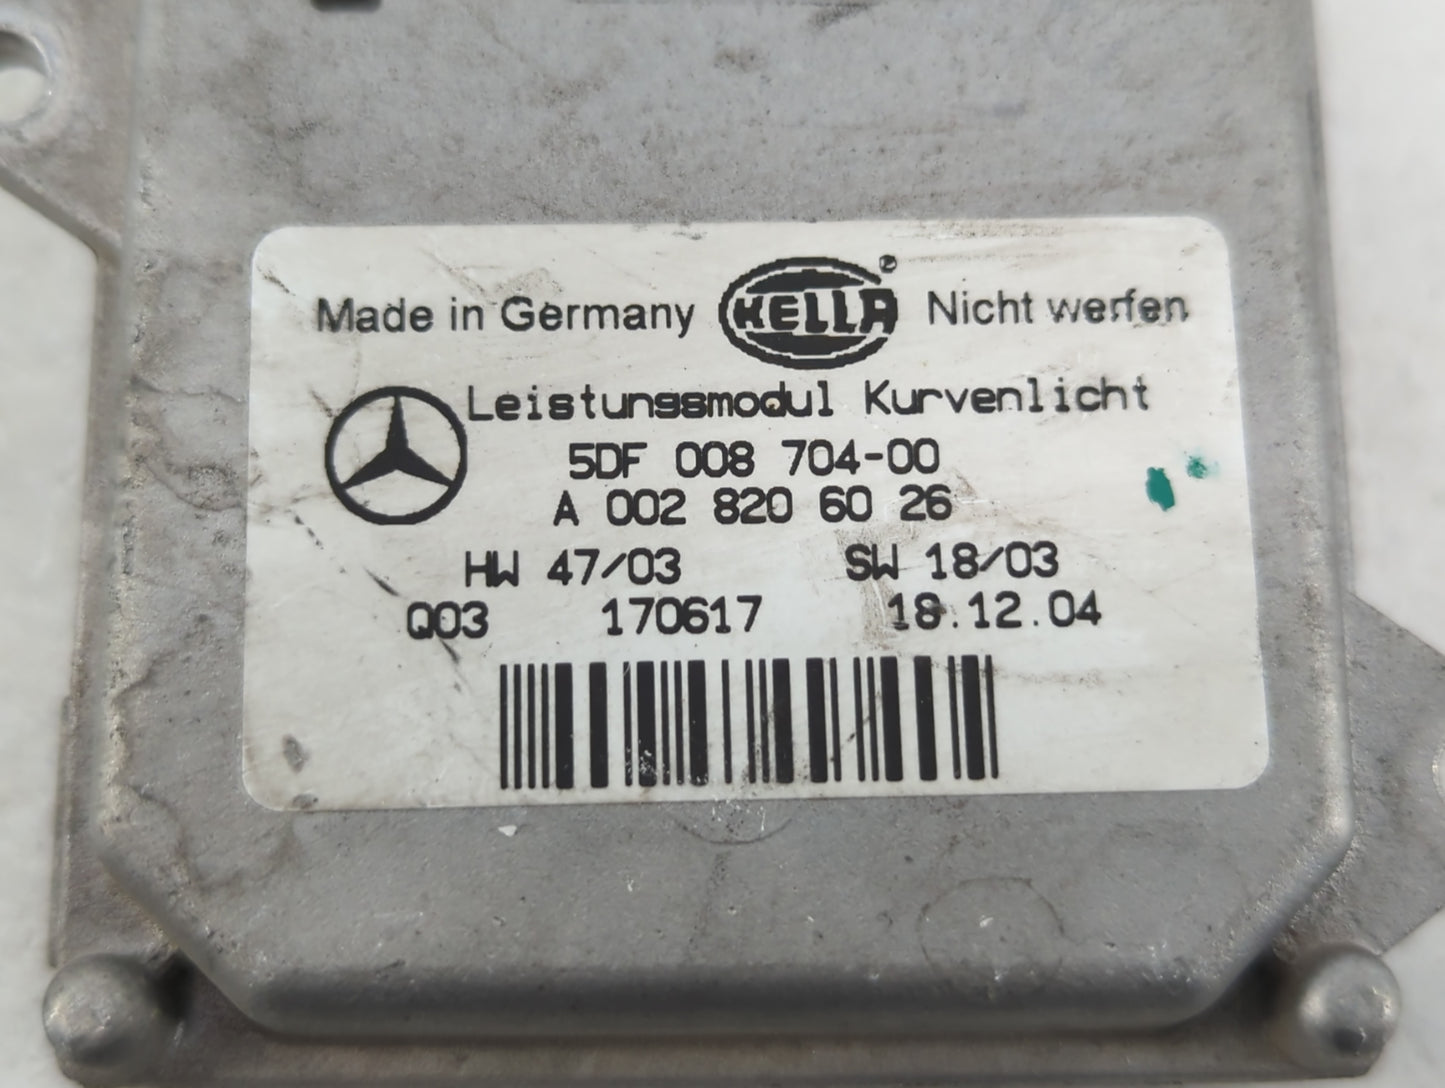 Made in Germany HELLA® Nicht werfen
Leistungsmodul Kurvenlicht
5DF 008 704-00
A 002 820 60 26
HW 47/03 SW 18/03
Q03 170617 18.12.04